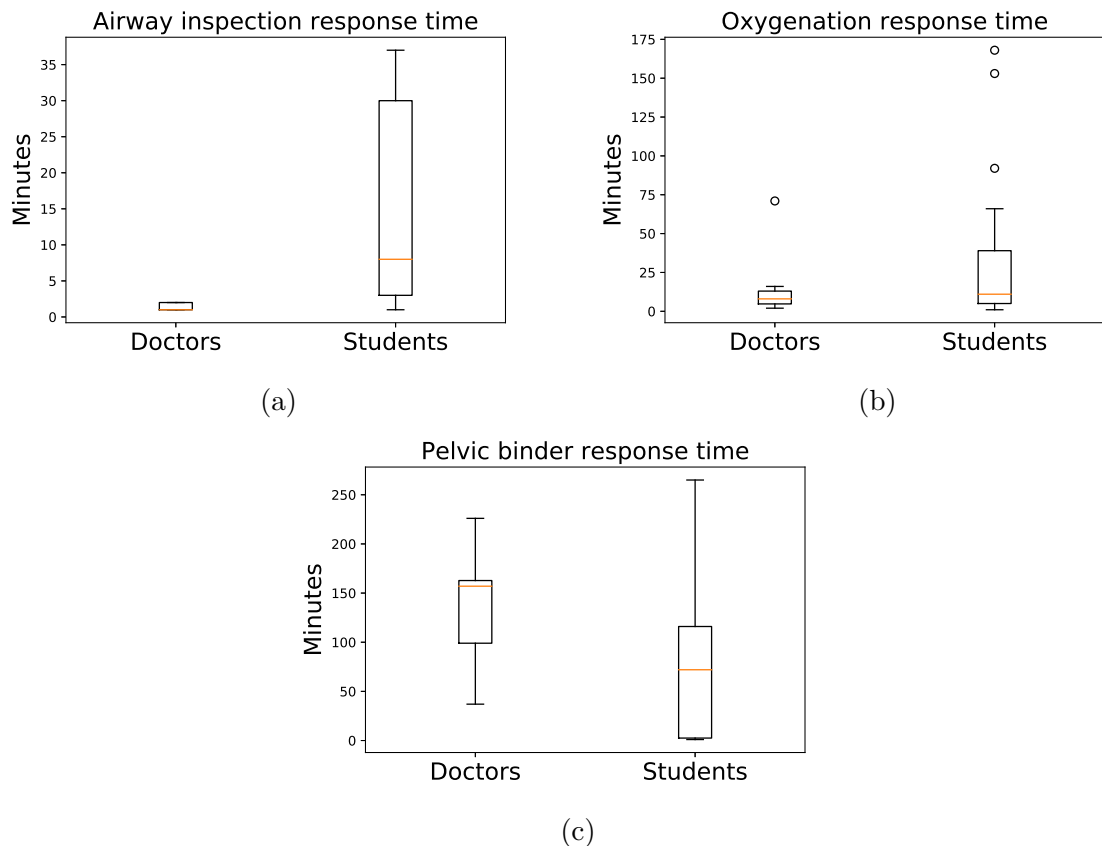 Airway inspection response time
Minutes
35
30
25
20
15
10
5
0
Doctors
Students
(a)
Oxygenation response time
Minutes
175
150
125
100
75
50
25
0
Doctors
Students
(b)
Pelvic binder response time
Minutes
250
200
150
100
50
0
Doctors
Students
(c)